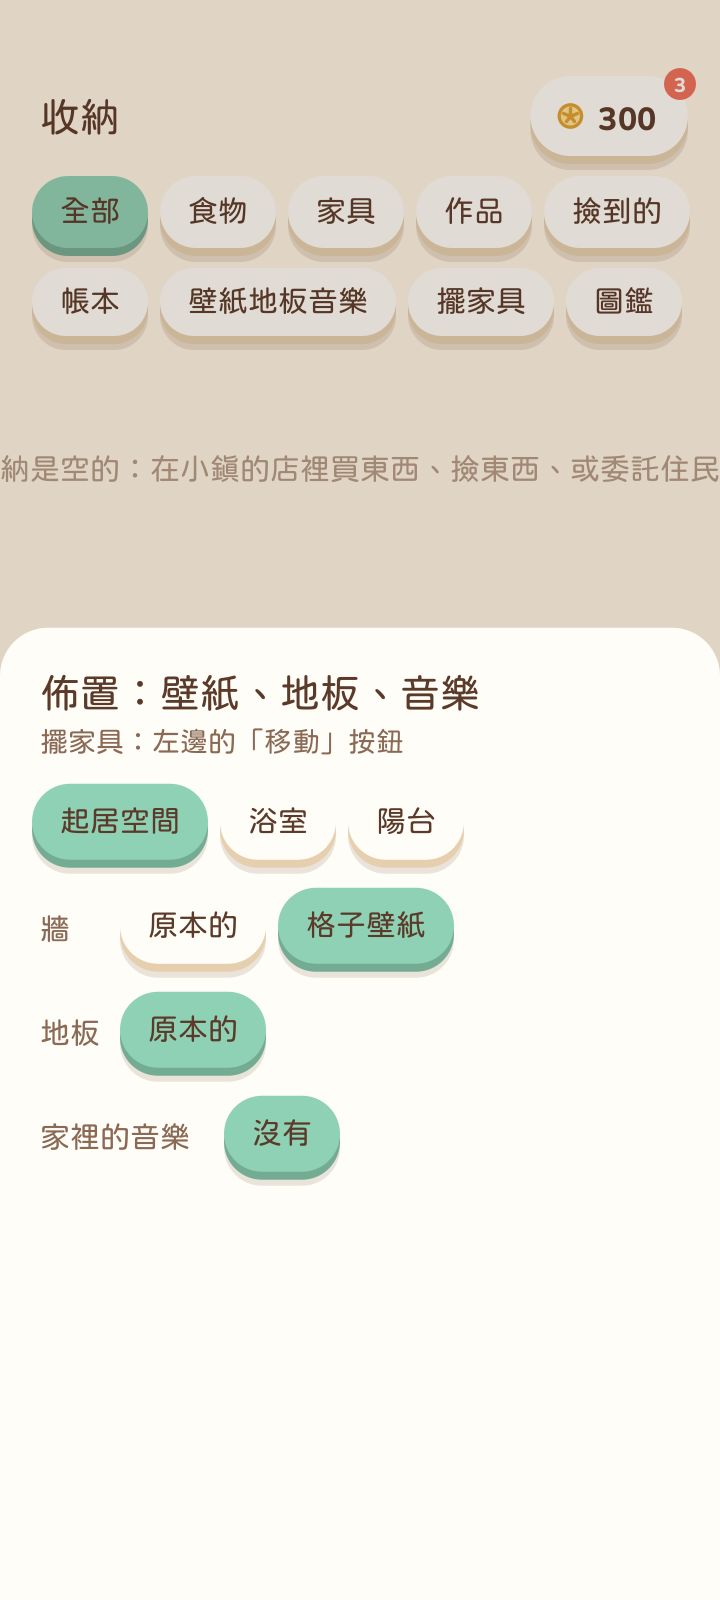 收納
3
300
全部 食物 家具 作品 撿到的
帳本 壁紙地板音樂 擺家具 圖鑑
納是空的：在小鎮的店裡買東西、撿東西、或委託住民
佈置：壁紙、地板、音樂
擺家具：左邊的「移動」按鈕
起居空間 浴室 陽台
牆 原本的 格子壁紙
地板 原本的
家裡的音樂 沒有